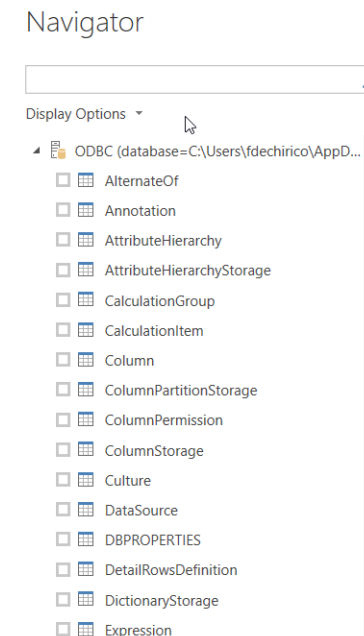 Navigator
Display Options
ODBC (database=C:\Users\fdechirico\AppD...
AlternateOf
Annotation
AttributeHierarchy
AttributeHierarchyStorage
CalculationGroup
CalculationItem
Column
ColumnPartitionStorage
ColumnPermission
ColumnStorage
Culture
DataSource
DBPROPERTIES
DetailRowsDefinition
DictionaryStorage
Expression